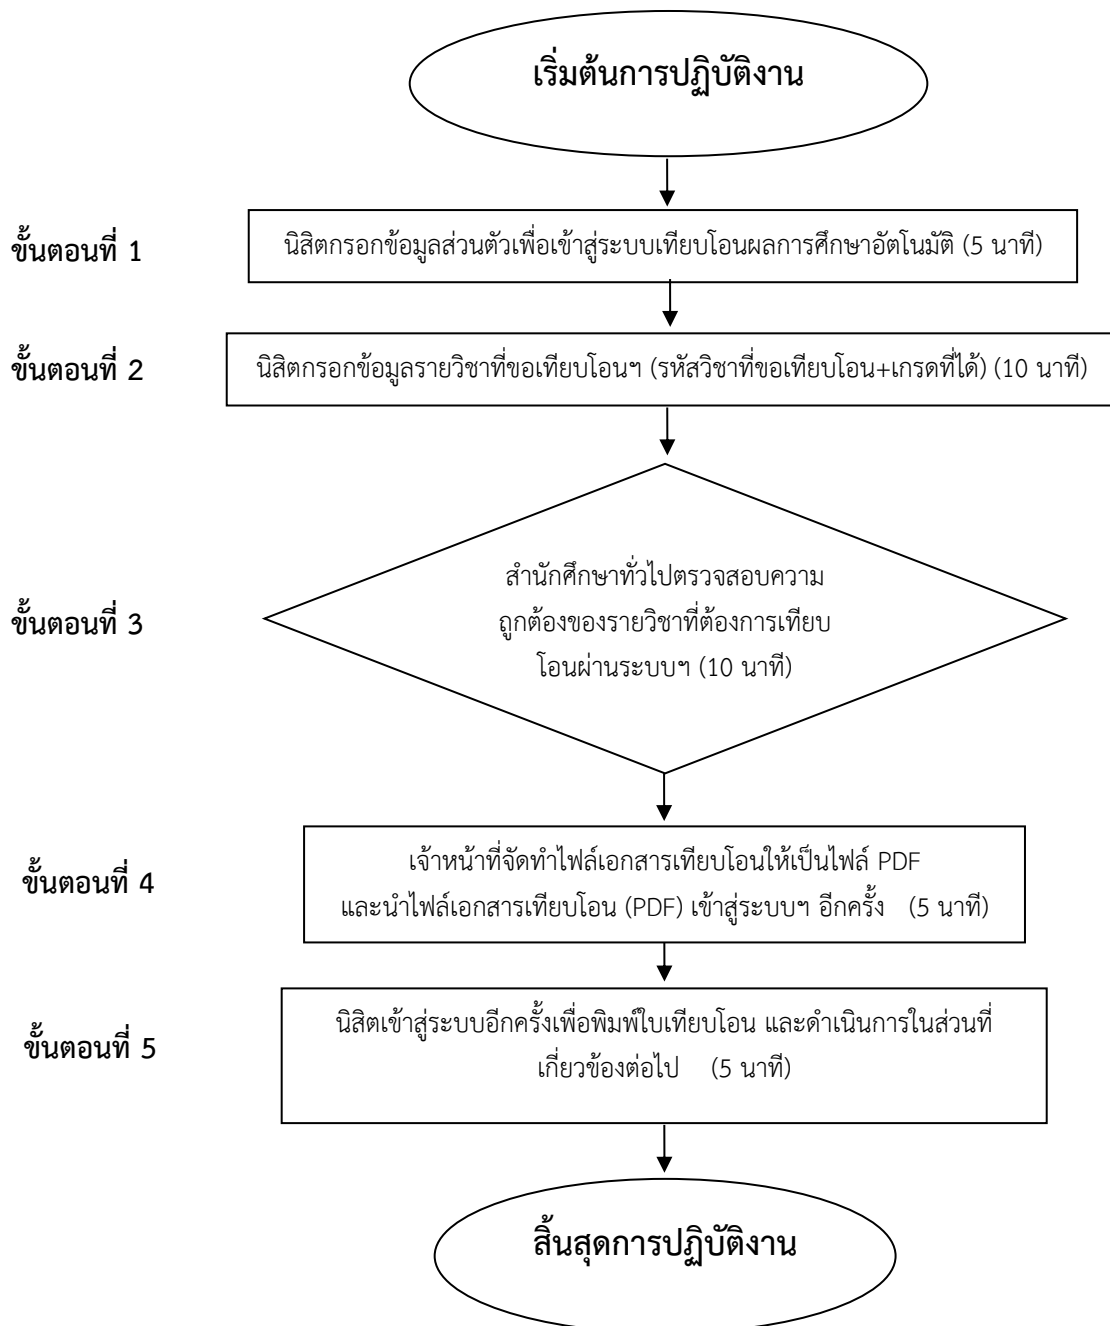 เริ่มต้นการปฏิบัติงาน
ขั้นตอนที่ 1
นิสิตกรอกข้อมูลส่วนตัวเพื่อเข้าสู่ระบบเทียบโอนผลการศึกษาอัตโนมัติ (5 นาที)
ขั้นตอนที่ 2
นิสิตกรอกข้อมูลรายวิชาที่ขอเทียบโอนฯ (รหัสวิชาที่ขอเทียบโอน+เกรดที่ได้) (10 นาที)
ขั้นตอนที่ 3
สำนักศึกษาทั่วไปตรวจสอบความ
ถูกต้องของรายวิชาที่ต้องการเทียบ
โอนผ่านระบบฯ (10 นาที)
ขั้นตอนที่ 4
เจ้าหน้าที่จัดทำไฟล์เอกสารเทียบโอนให้เป็นไฟล์ PDF
และนำไฟล์เอกสารเทียบโอน (PDF) เข้าสู่ระบบฯ อีกครั้ง (5 นาที)
ขั้นตอนที่ 5
นิสิตเข้าสู่ระบบอีกครั้งเพื่อพิมพ์ใบเทียบโอน และดำเนินการในส่วนที่
เกี่ยวข้องต่อไป (5 นาที)
สิ้นสุดการปฏิบัติงาน